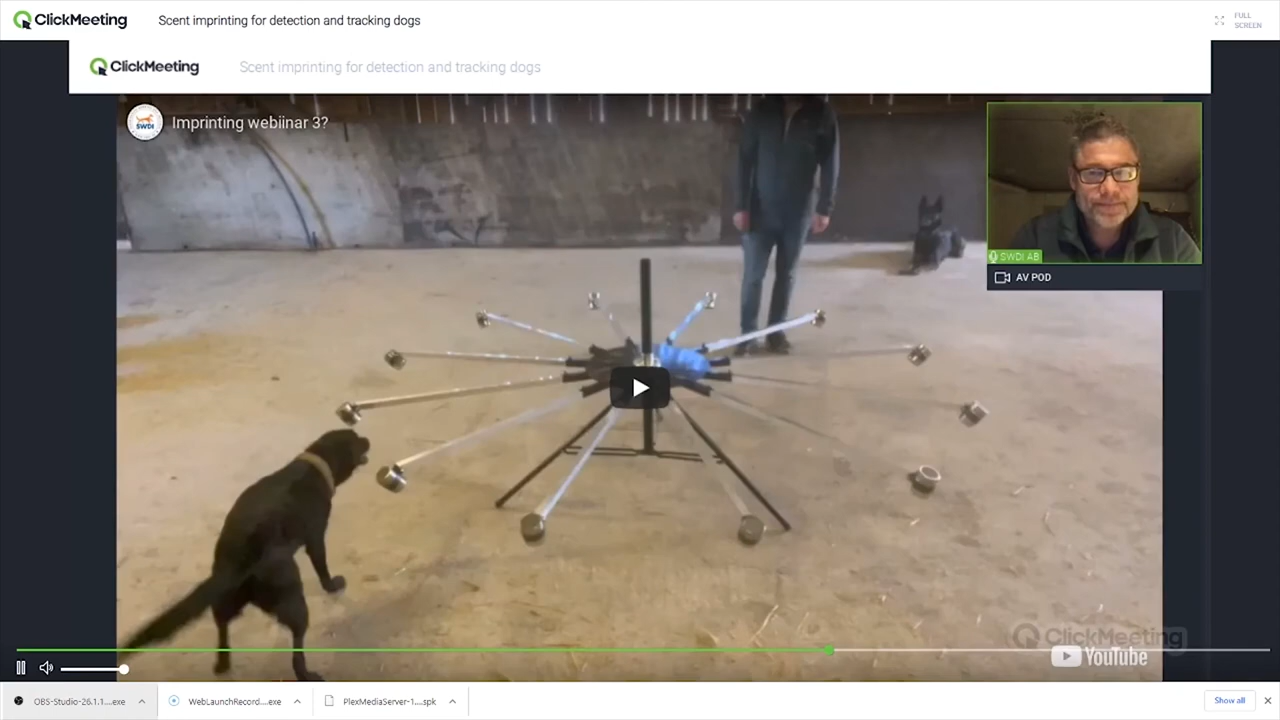 ClickMeeting Scent imprinting for detection and tracking dogs
FULL
SCREEN
ClickMeeting Scent imprinting for detection and tracking dogs
SWDI
Imprinting webiinar 3?
SWDI AB
AV POD
ClickMeeting
YouTube
OBS-Studio-26.1.1....exe
WebLaunchRecord....exe
PlexMediaServer-1....spk
Show all